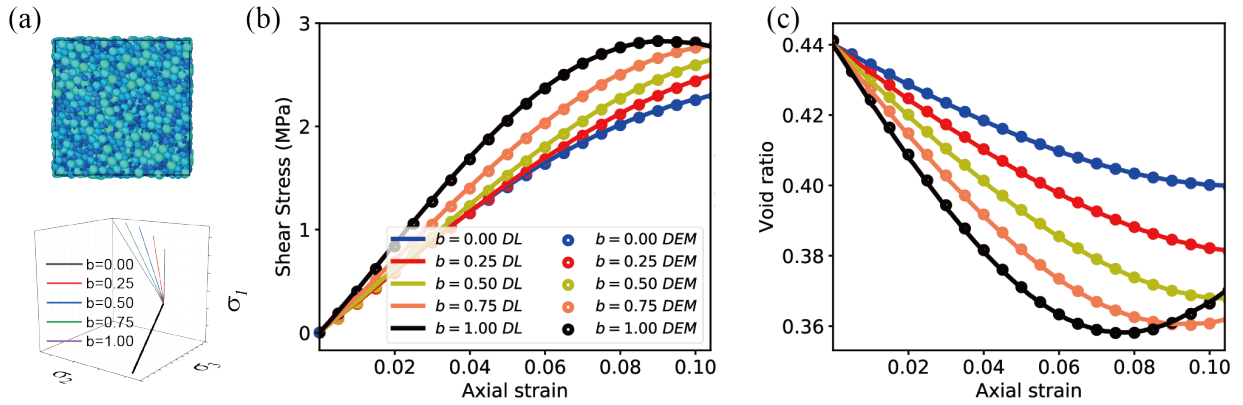 (a)
b=0.00
b=0.25
b=0.50
b=0.75
b=1.00
σ1
σ2
σ3
(b)
Shear Stress (MPa)
3
2
1
0
0.02 0.04 0.06 0.08 0.10
Axial strain
b = 0.00 DL
b = 0.25 DL
b = 0.50 DL
b = 0.75 DL
b = 1.00 DL
b = 0.00 DEM
b = 0.25 DEM
b = 0.50 DEM
b = 0.75 DEM
b = 1.00 DEM
(c)
Void ratio
0.44
0.42
0.40
0.38
0.36
0.02 0.04 0.06 0.08 0.10
Axial strain